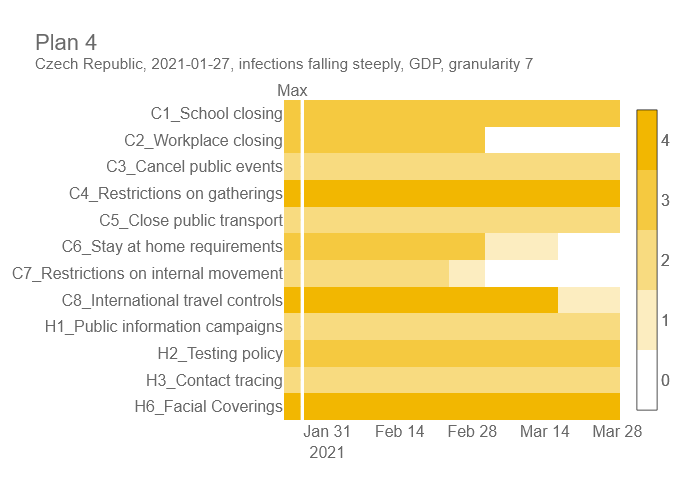 Plan 4
Czech Republic, 2021-01-27, infections falling steeply, GDP, granularity 7
Max
C1_School closing
C2_Workplace closing
C3_Cancel public events
C4_Restrictions on gatherings
C5_Close public transport
C6_Stay at home requirements
C7_Restrictions on internal movement
C8_International travel controls
H1_Public information campaigns
H2_Testing policy
H3_Contact tracing
H6_Facial Coverings
Jan 31 Feb 14 Feb 28 Mar 14 Mar 28
2021
4
3
2
1
0